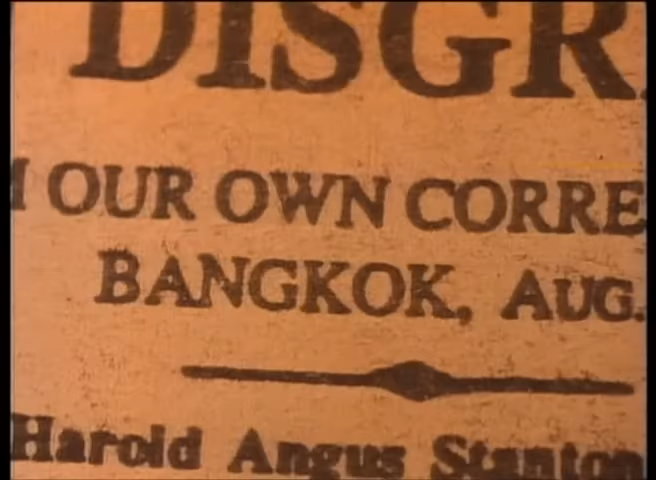 DISGR
OUR OWN CORRE
BANGKOK, AUG.
Harold Angus Stanton